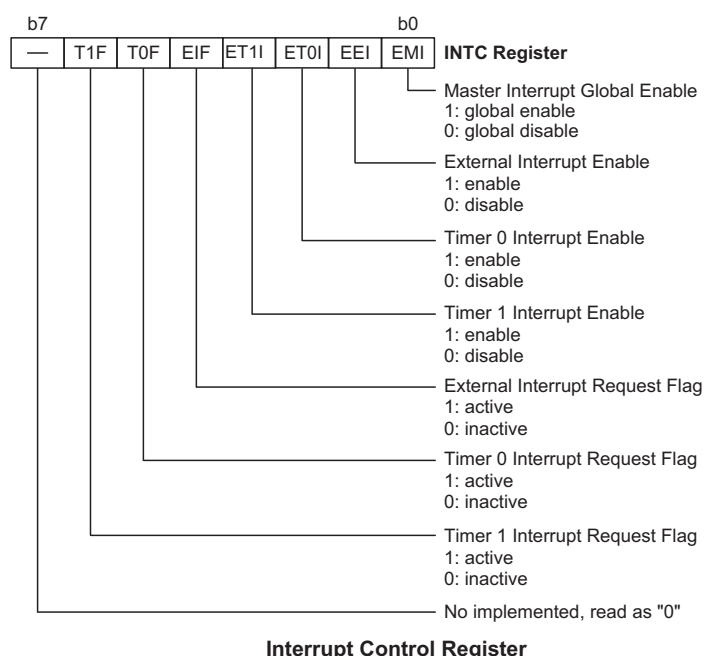 b7 b0
— T1F T0F EIF ET1I ET0I EEI EMI INTC Register
Master Interrupt Global Enable
1: global enable
0: global disable
External Interrupt Enable
1: enable
0: disable
Timer 0 Interrupt Enable
1: enable
0: disable
Timer 1 Interrupt Enable
1: enable
0: disable
External Interrupt Request Flag
1: active
0: inactive
Timer 0 Interrupt Request Flag
1: active
0: inactive
Timer 1 Interrupt Request Flag
1: active
0: inactive
No implemented, read as "0"
Interrupt Control Register